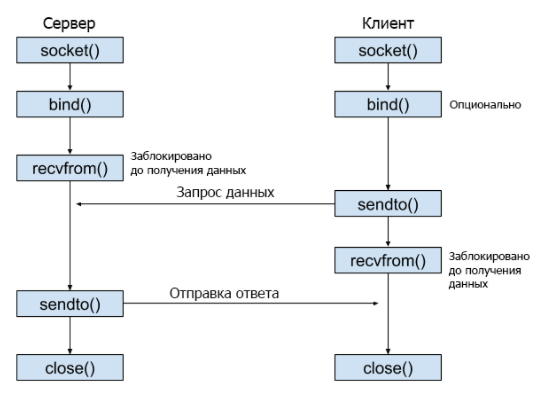 Сервер
Клиент
socket()
socket()
bind()
bind()
Опционально
recvfrom()
Заблокировано
до получения данных
Запрос данных
sendto()
recvfrom()
Заблокировано
до получения
данных
sendto()
Отправка ответа
close()
close()